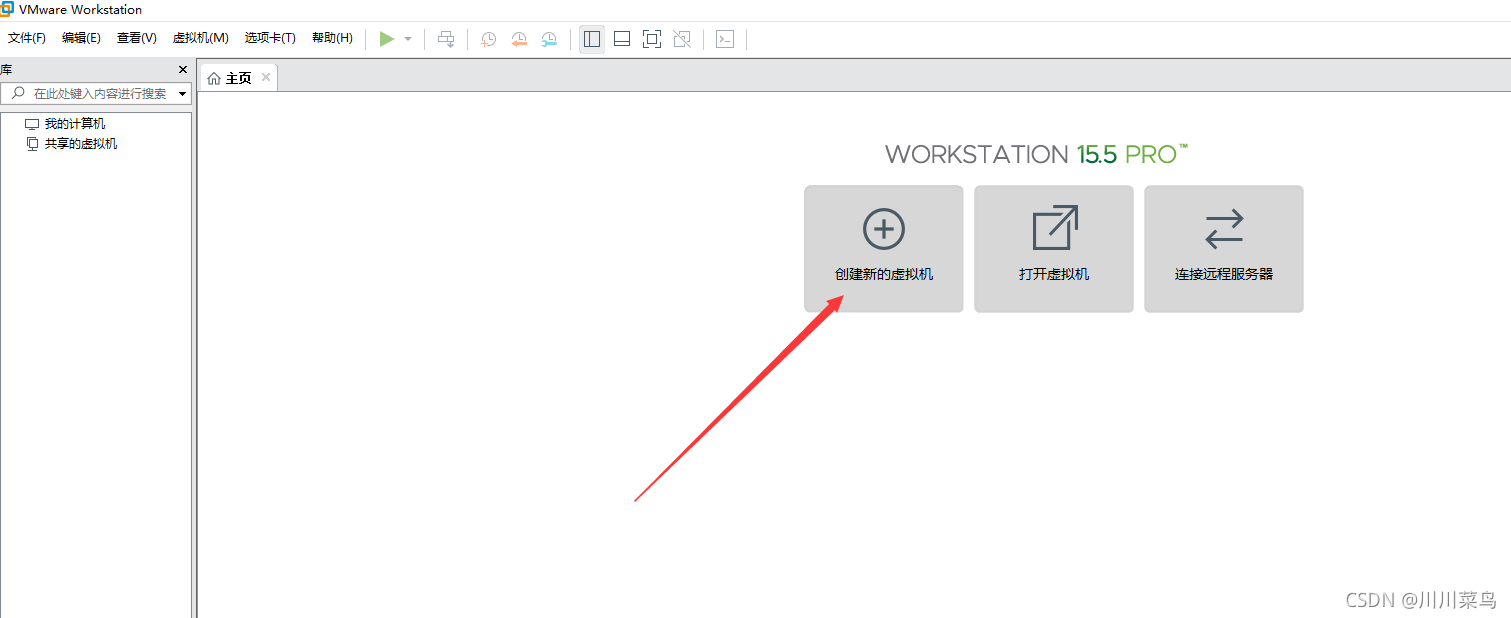 VMware Workstation
文件(F) 编辑(E) 查看(V) 虚拟机(M) 选项卡(T) 帮助(H)
库
主页
在此处键入内容进行搜索
我的计算机
共享的虚拟机
WORKSTATION 15.5 PRO™
创建新的虚拟机 打开虚拟机 连接远程服务器
CSDN @川川菜鸟